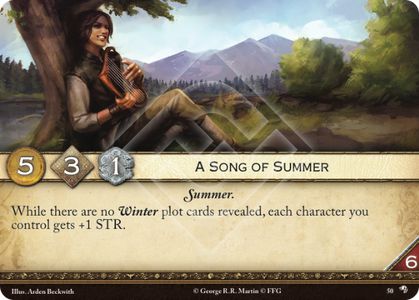 5 3 1 A SONG OF SUMMER
Summer.
While there are no Winter plot cards revealed, each character you
control gets +1 STR.
6
Illus. Arden Beckwith © George R.R. Martin © FFG 50